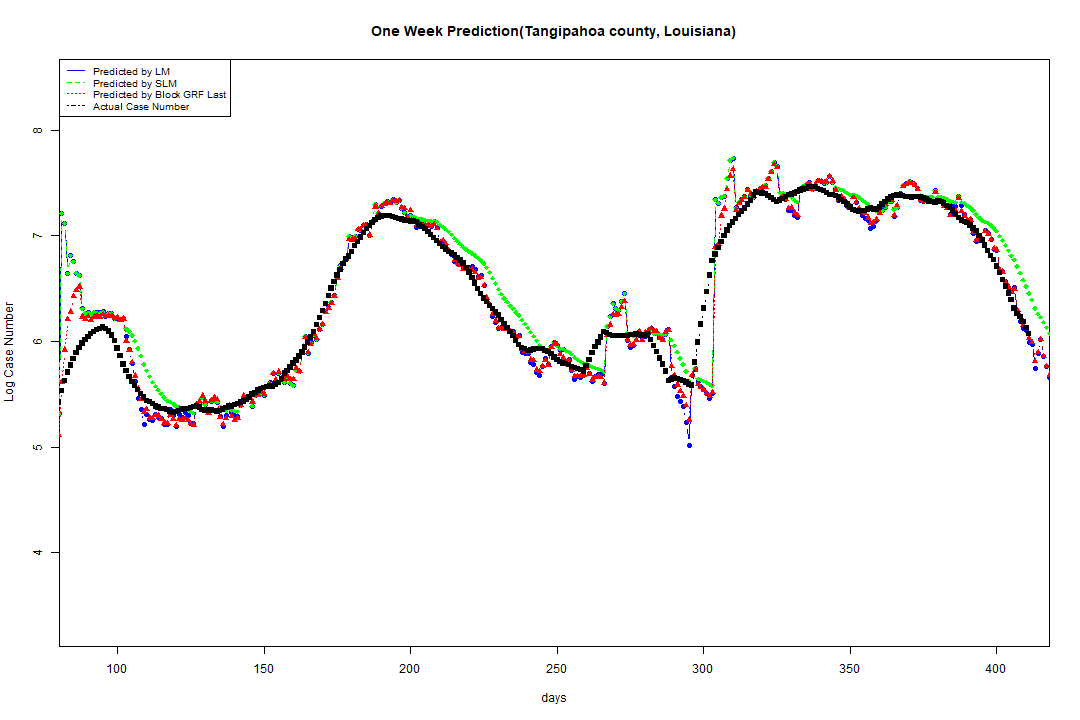 One Week Prediction(Tangipahoa county, Louisiana)
Predicted by LM
Predicted by SLM
Predicted by Block GRF Last
Actual Case Number
8
7
6
5
4
Log Case Number
100 150 200 250 300 350 400
days